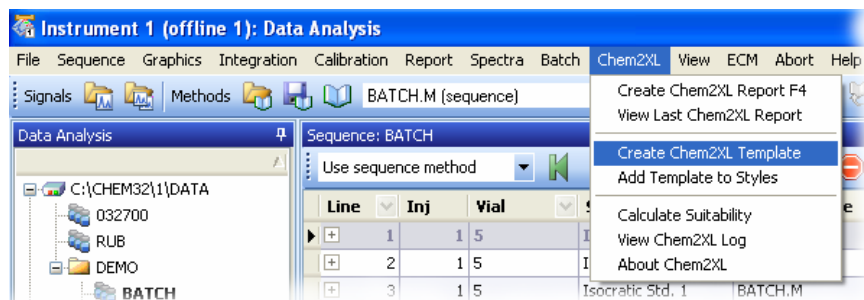 Instrument 1 (offline 1): Data Analysis
File Sequence Graphics Integration Calibration Report Spectra Batch Chem2XL View ECM Abort Help
Signals Methods BATCH.M (sequence)
Create Chem2XL Report F4
View Last Chem2XL Report
Create Chem2XL Template
Add Template to Styles
Calculate Suitability
View Chem2XL Log
About Chem2XL
Data Analysis
C:\CHEM32\1\DATA
032700
RUB
DEMO
BATCH
Sequence: BATCH
Use sequence method
Line Inj Vial
1 1 5
2 1 5
3 1 5 Isocratic Std. 1 BATCH.M